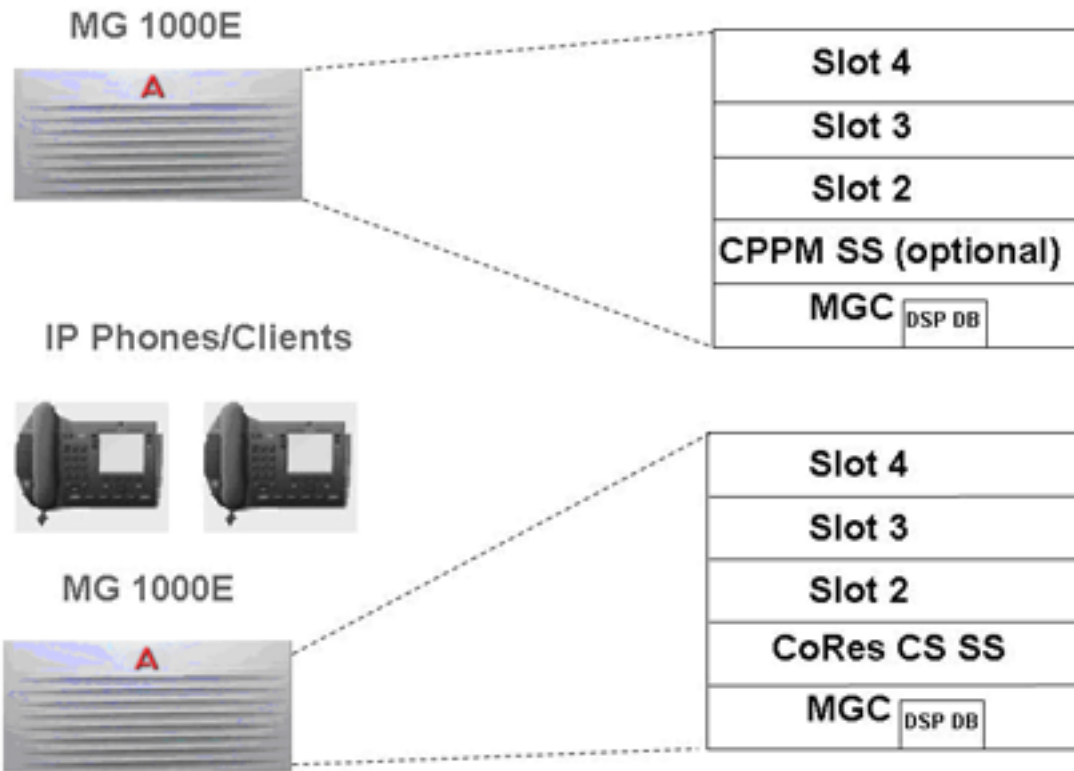 MG 1000E
Slot 4
Slot 3
Slot 2
CPPM SS (optional)
MGC DSP DB
IP Phones/Clients
MG 1000E
Slot 4
Slot 3
Slot 2
CoRes CS SS
MGC DSP DB